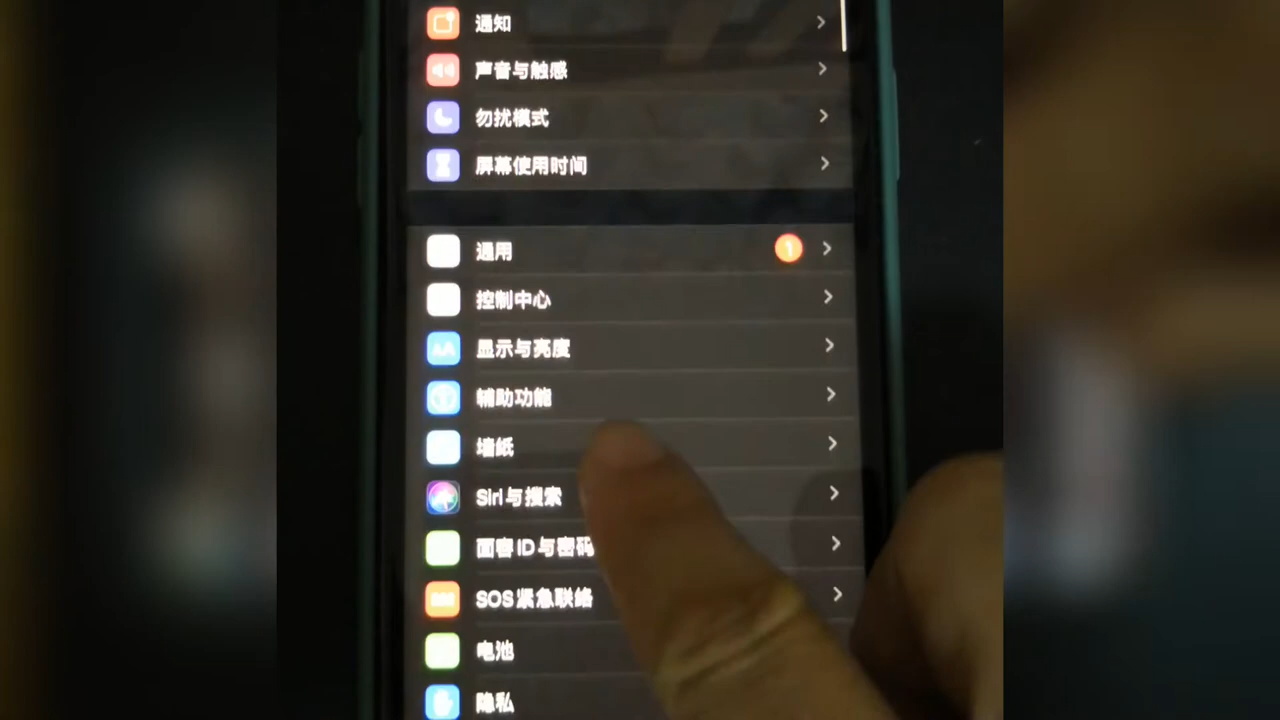 通知
声音与触感
勿扰模式
屏幕使用时间
通用
1
控制中心
显示与亮度
AA
辅助功能
墙纸
Siri与搜索
面容ID与密码
SOS
SOS紧急联络
电池
隐私